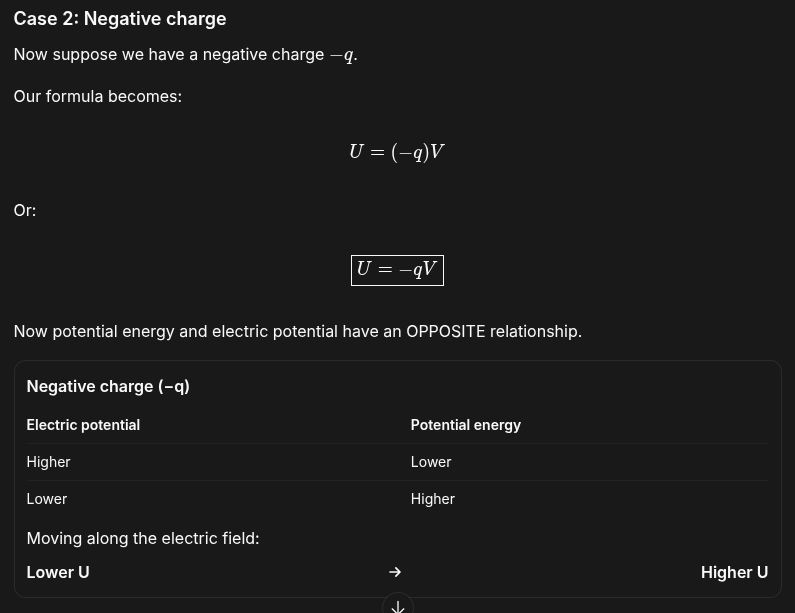 Case 2: Negative charge
Now suppose we have a negative charge −q.
Our formula becomes:
U = (−q)V
Or:
U = −qV
Now potential energy and electric potential have an OPPOSITE relationship.
Negative charge (−q)
Electric potential Potential energy
Higher Lower
Lower Higher
Moving along the electric field:
Lower U → Higher U